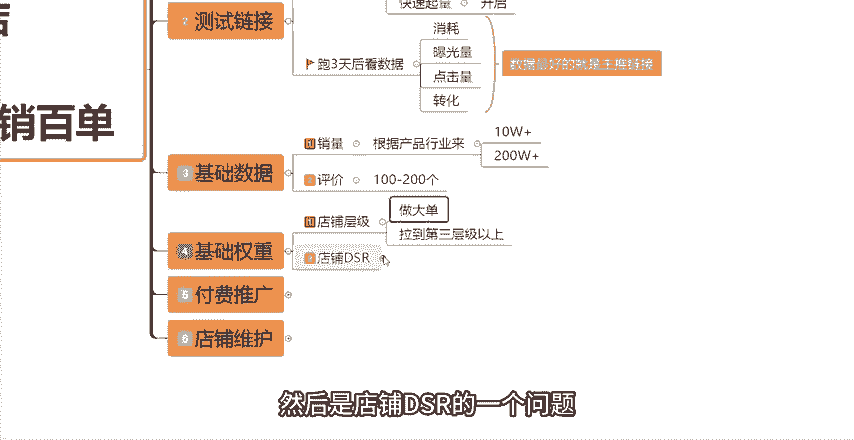 快速起量 开启
2 测试链接
消耗
跑3天后看数据 曝光量
点击量
转化
数据最好的就是主推链接
销百单
销量 根据产品行业来 10W+
200W+
3 基础数据
评价 100-200个
店铺层级 做大单
拉到第三层级以上
4 基础权重
店铺DSR
5 付费推广
6 店铺维护
然后是店铺DSR的一个问题